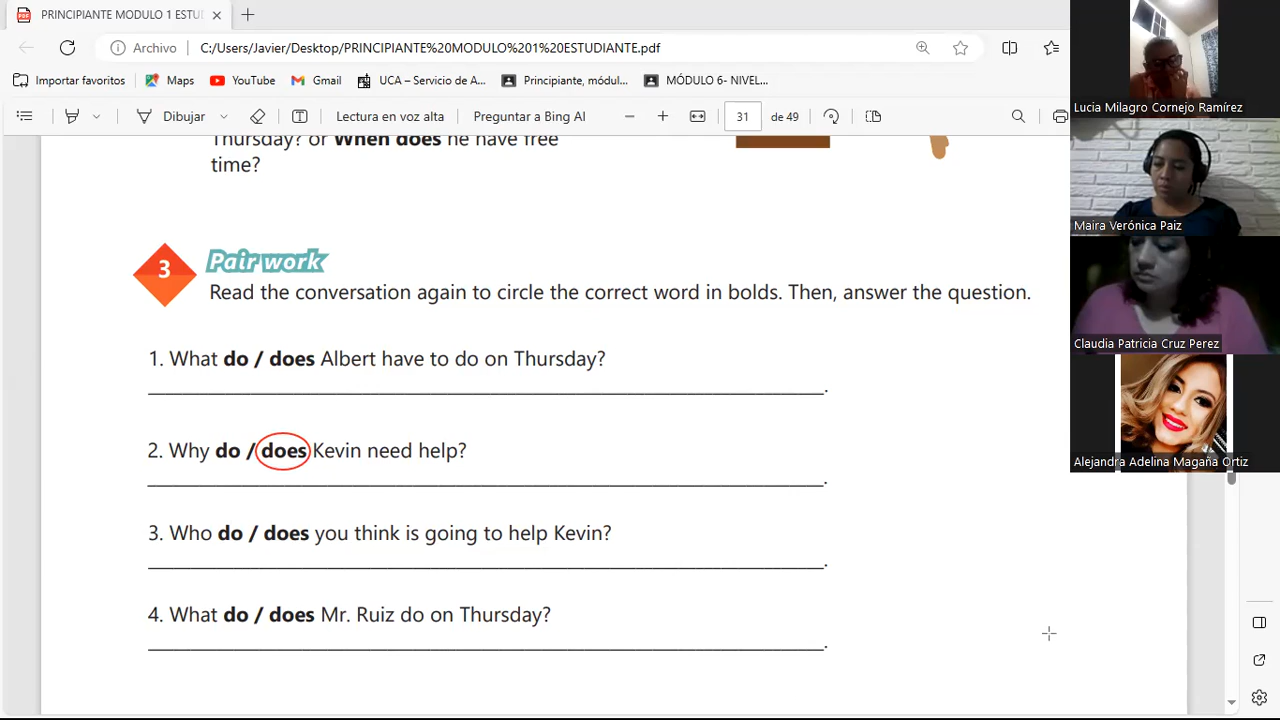 PRINCIPIANTE MODULO 1 ESTU
Archivo C:/Users/Javier/Desktop/PRINCIPIANTE%20MODULO%201%20ESTUDIANTE.pdf
Importar favoritos Maps YouTube Gmail UCA – Servicio de A... Principiante, módul... MÓDULO 6- NIVEL...
Dibujar Lectura en voz alta Preguntar a Bing AI 31 de 49
Thursday? or When does he have free
time?
3 Pair work
Read the conversation again to circle the correct word in bolds. Then, answer the question.
1. What do / does Albert have to do on Thursday?
2. Why do / does Kevin need help?
3. Who do / does you think is going to help Kevin?
4. What do / does Mr. Ruiz do on Thursday?
Lucia Milagro Cornejo Ramírez
Maira Verónica Paiz
Claudia Patricia Cruz Perez
Alejandra Adelina Magaña Ortiz